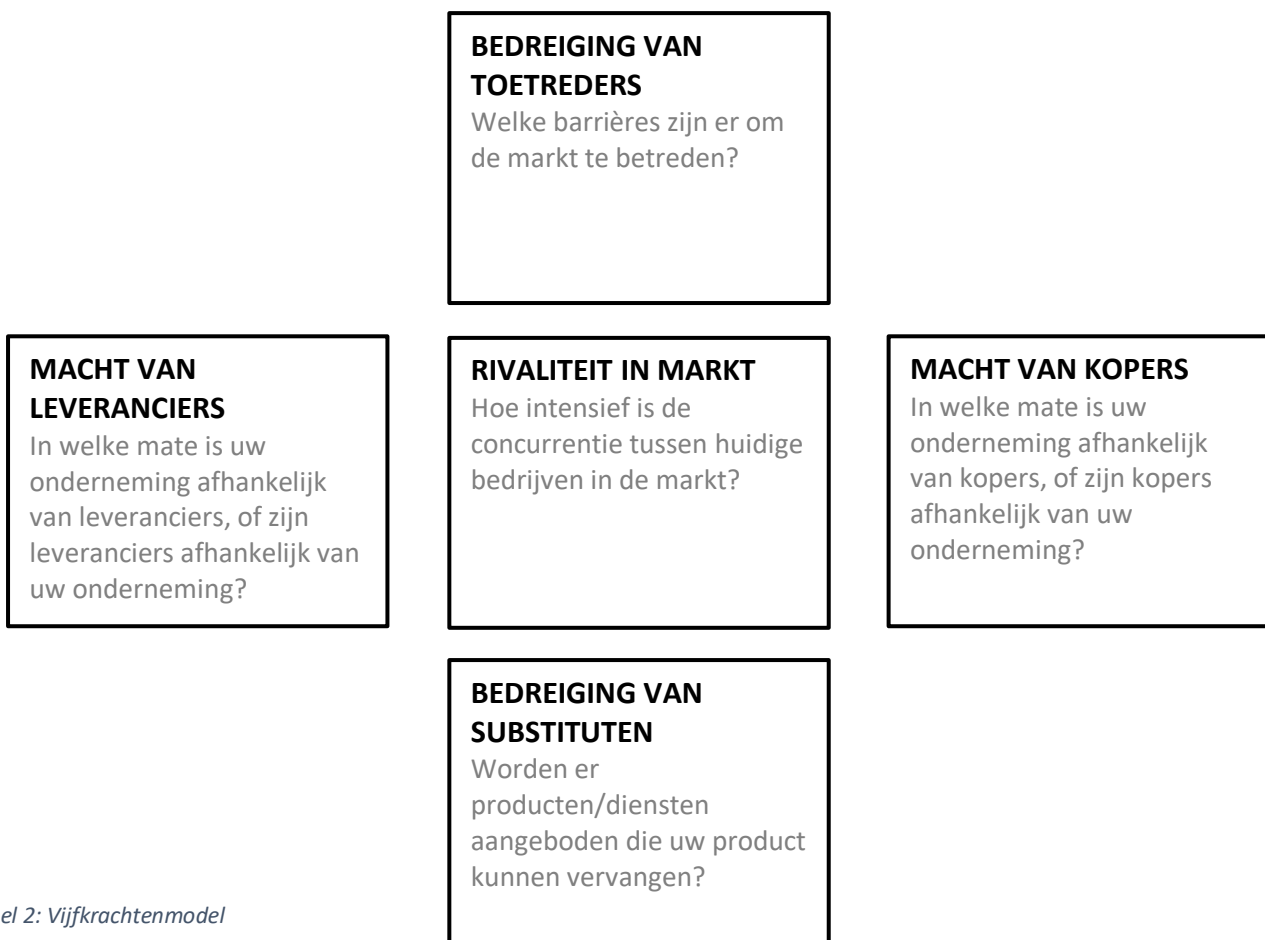 BEDREIGING VAN
TOETREDERS
Welke barrières zijn er om
de markt te betreden?
MACHT VAN
LEVERANCIERS
In welke mate is uw
onderneming afhankelijk
van leveranciers, of zijn
leveranciers afhankelijk van
uw onderneming?
RIVALITEIT IN MARKT
Hoe intensief is de
concurrentie tussen huidige
bedrijven in de markt?
MACHT VAN KOPERS
In welke mate is uw
onderneming afhankelijk
van kopers, of zijn kopers
afhankelijk van uw
onderneming?
BEDREIGING VAN
SUBSTITUTEN
Worden er
producten/diensten
aangeboden die uw product
kunnen vervangen?
el 2: Vijfkrachtenmodel